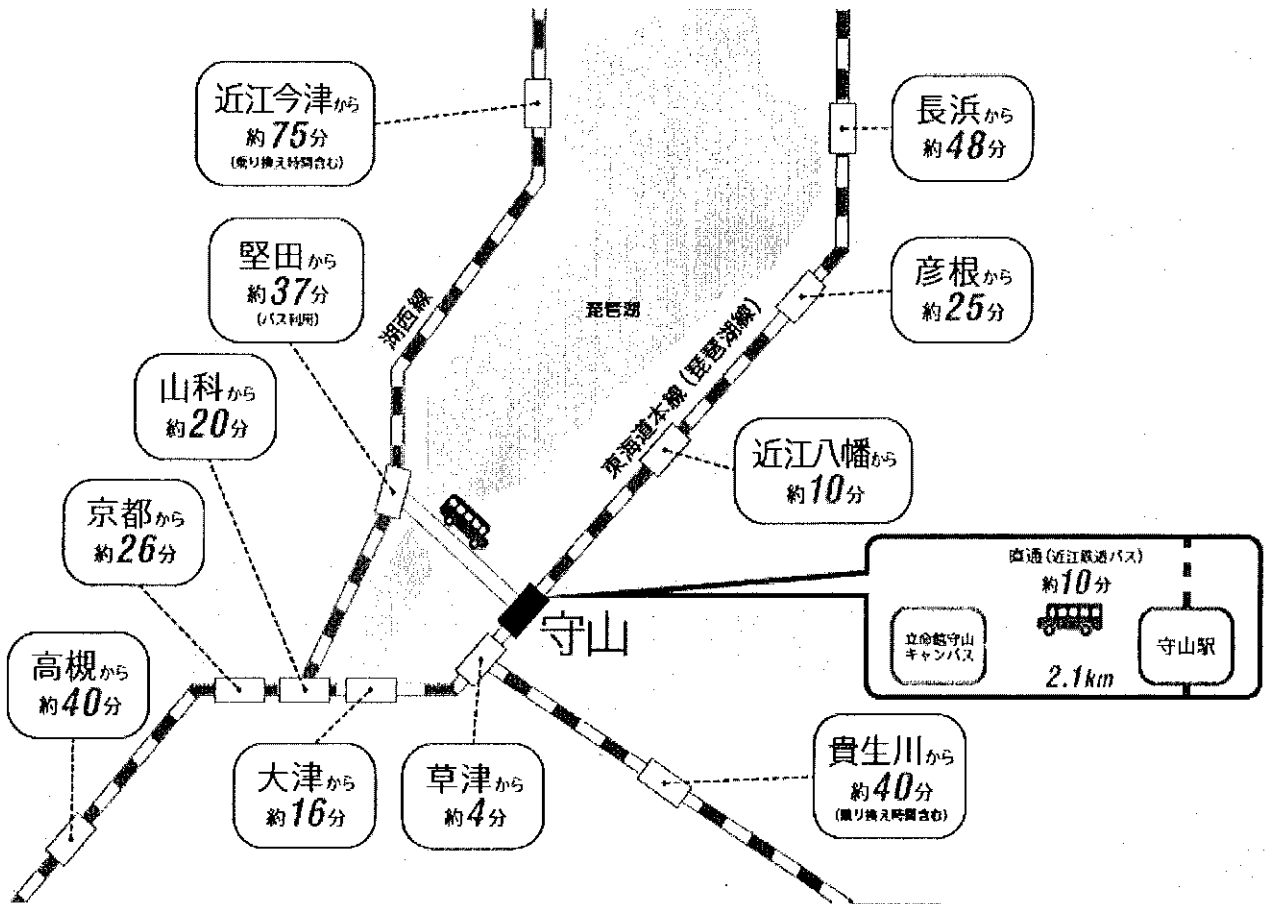 近江今津から
約75分
(乗り換え時間含む)
長浜から
約48分
堅田から
約37分
(バス利用)
湖西線
琵琶湖
彦根から
約25分
東海道本線(琵琶湖線)
山科から
約20分
近江八幡から
約10分
京都から
約26分
直通(近江鉄道バス)
約10分
立命館守山
キャンパス
守山駅
2.1km
守山
高槻から
約40分
大津から
約16分
草津から
約4分
貴生川から
約40分
(乗り換え時間含む)